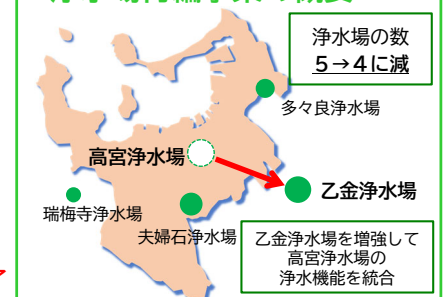 浄水場の数
5→4に減
多々良浄水場
高宮浄水場
乙金浄水場
瑞梅寺浄水場
夫婦石浄水場
乙金浄水場を増強して
高宮浄水場の
浄水機能を統合